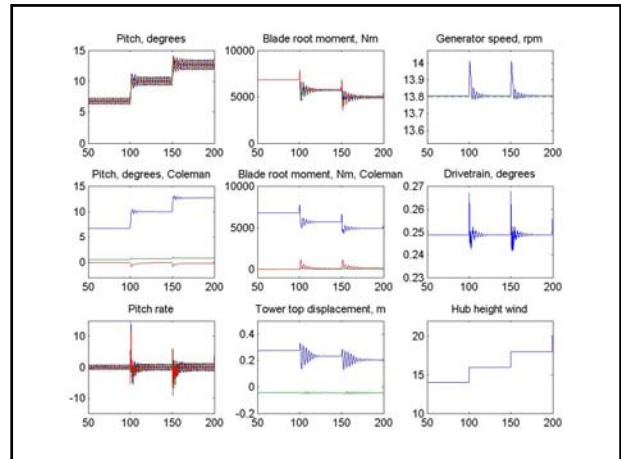 Pitch, degrees
15
10
5
0
50 100 150 200
Blade root moment, Nm
10000
5000
0
50 100 150 200
Generator speed, rpm
14
13.9
13.8
13.7
13.6
50 100 150 200
Pitch, degrees, Coleman
15
10
5
0
50 100 150 200
Blade root moment, Nm, Coleman
10000
5000
0
50 100 150 200
Drivetrain, degrees
0.27
0.26
0.25
0.24
0.23
50 100 150 200
Pitch rate
10
0
-10
50 100 150 200
Tower top displacement, m
0.4
0.2
0
-0.2
50 100 150 200
Hub height wind
20
15
10
50 100 150 200